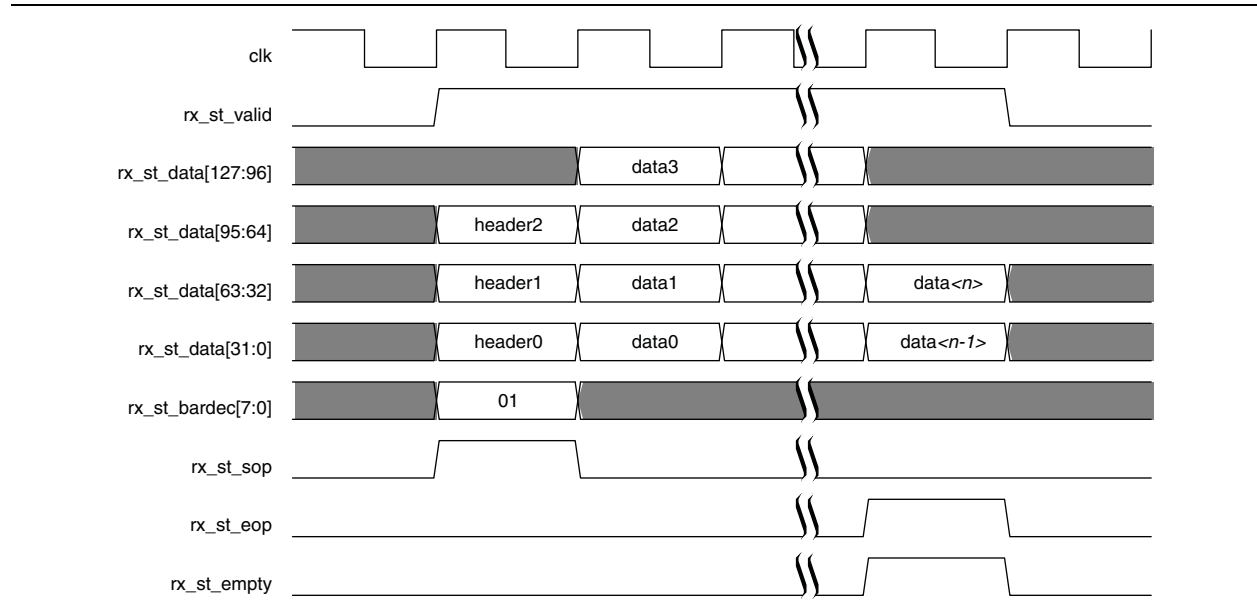 clk
rx_st_valid
rx_st_data[127:96] data3
rx_st_data[95:64] header2 data2
rx_st_data[63:32] header1 data1 data<n>
rx_st_data[31:0] header0 data0 data<n-1>
rx_st_bardec[7:0] 01
rx_st_sop
rx_st_eop
rx_st_empty